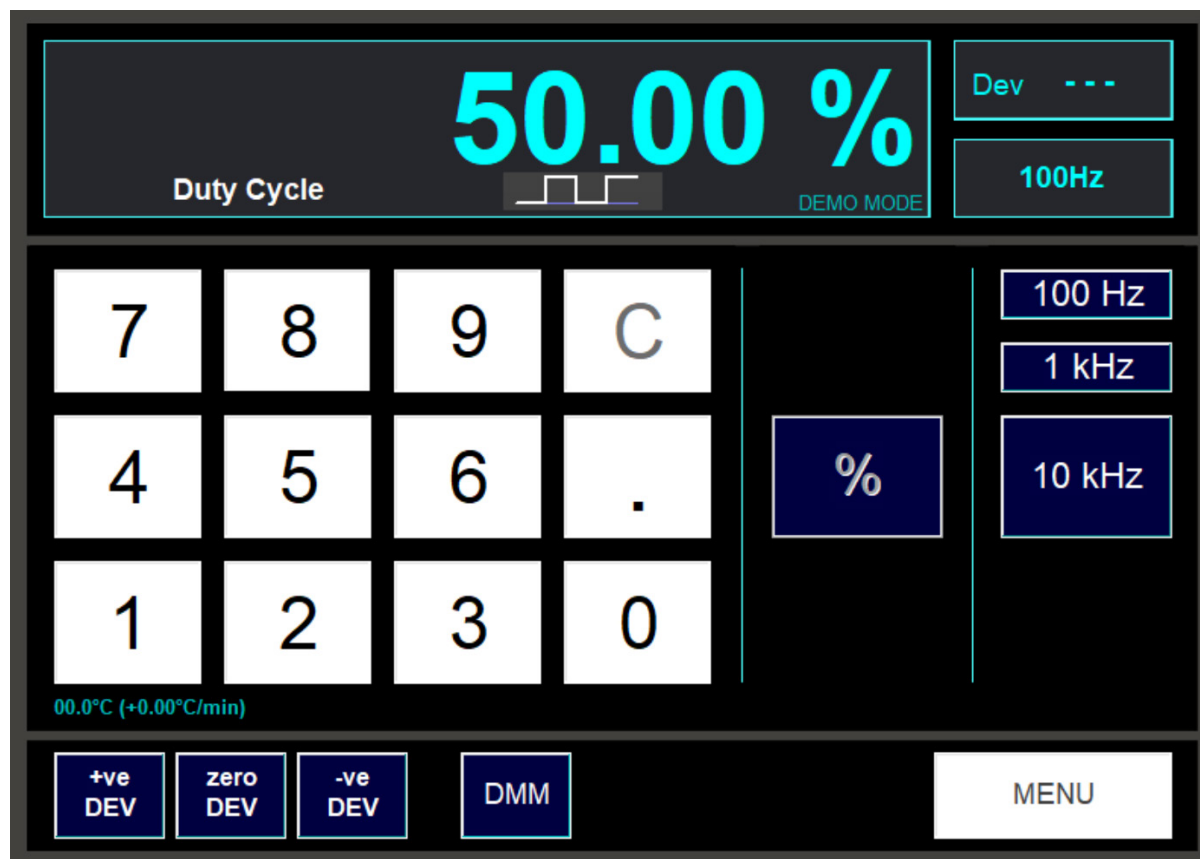 50.00 %
Dev ---
Duty Cycle
DEMO MODE
100Hz
7 8 9 C
100 Hz
1 kHz
4 5 6 .
%
10 kHz
1 2 3 0
00.0°C (+0.00°C/min)
+ve
DEV
zero
DEV
-ve
DEV
DMM
MENU